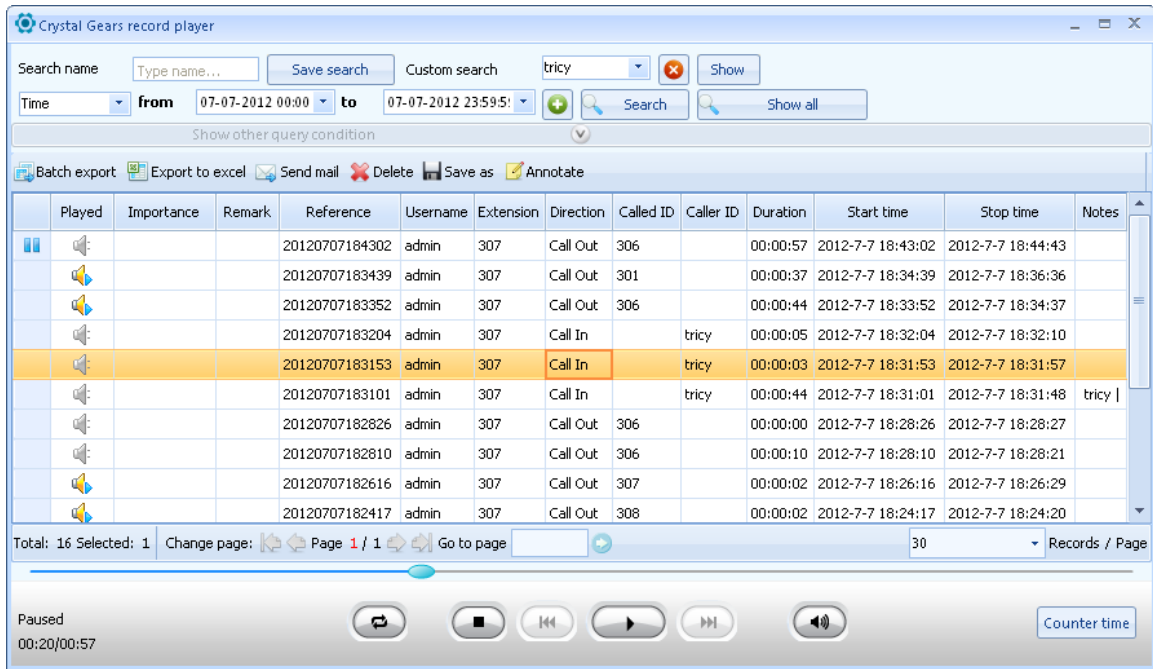 Crystal Gears record player
Search name Type name... Save search Custom search tricy Show
Time from 07-07-2012 00:00 to 07-07-2012 23:59:5 Search Show all
Show other query condition
Batch export Export to excel Send mail Delete Save as Annotate
Played Importance Remark Reference Username Extension Direction Called ID Caller ID Duration Start time Stop time Notes
20120707184302 admin 307 Call Out 306 00:00:57 2012-7-7 18:43:02 2012-7-7 18:44:43
20120707183439 admin 307 Call Out 301 00:00:37 2012-7-7 18:34:39 2012-7-7 18:36:36
20120707183352 admin 307 Call Out 306 00:00:44 2012-7-7 18:33:52 2012-7-7 18:34:37
20120707183204 admin 307 Call In tricy 00:00:05 2012-7-7 18:32:04 2012-7-7 18:32:10
20120707183153 admin 307 Call In tricy 00:00:03 2012-7-7 18:31:53 2012-7-7 18:31:57
20120707183101 admin 307 Call In tricy 00:00:44 2012-7-7 18:31:01 2012-7-7 18:31:48 tricy |
20120707182826 admin 307 Call Out 306 00:00:00 2012-7-7 18:28:26 2012-7-7 18:28:27
20120707182810 admin 307 Call Out 306 00:00:10 2012-7-7 18:28:10 2012-7-7 18:28:21
20120707182616 admin 307 Call Out 307 00:00:02 2012-7-7 18:26:16 2012-7-7 18:26:29
20120707182417 admin 307 Call Out 308 00:00:02 2012-7-7 18:24:17 2012-7-7 18:24:20
Total: 16 Selected: 1 Change page: Page 1 / 1 Go to page 30 Records / Page
Paused
00:20/00:57
Counter time